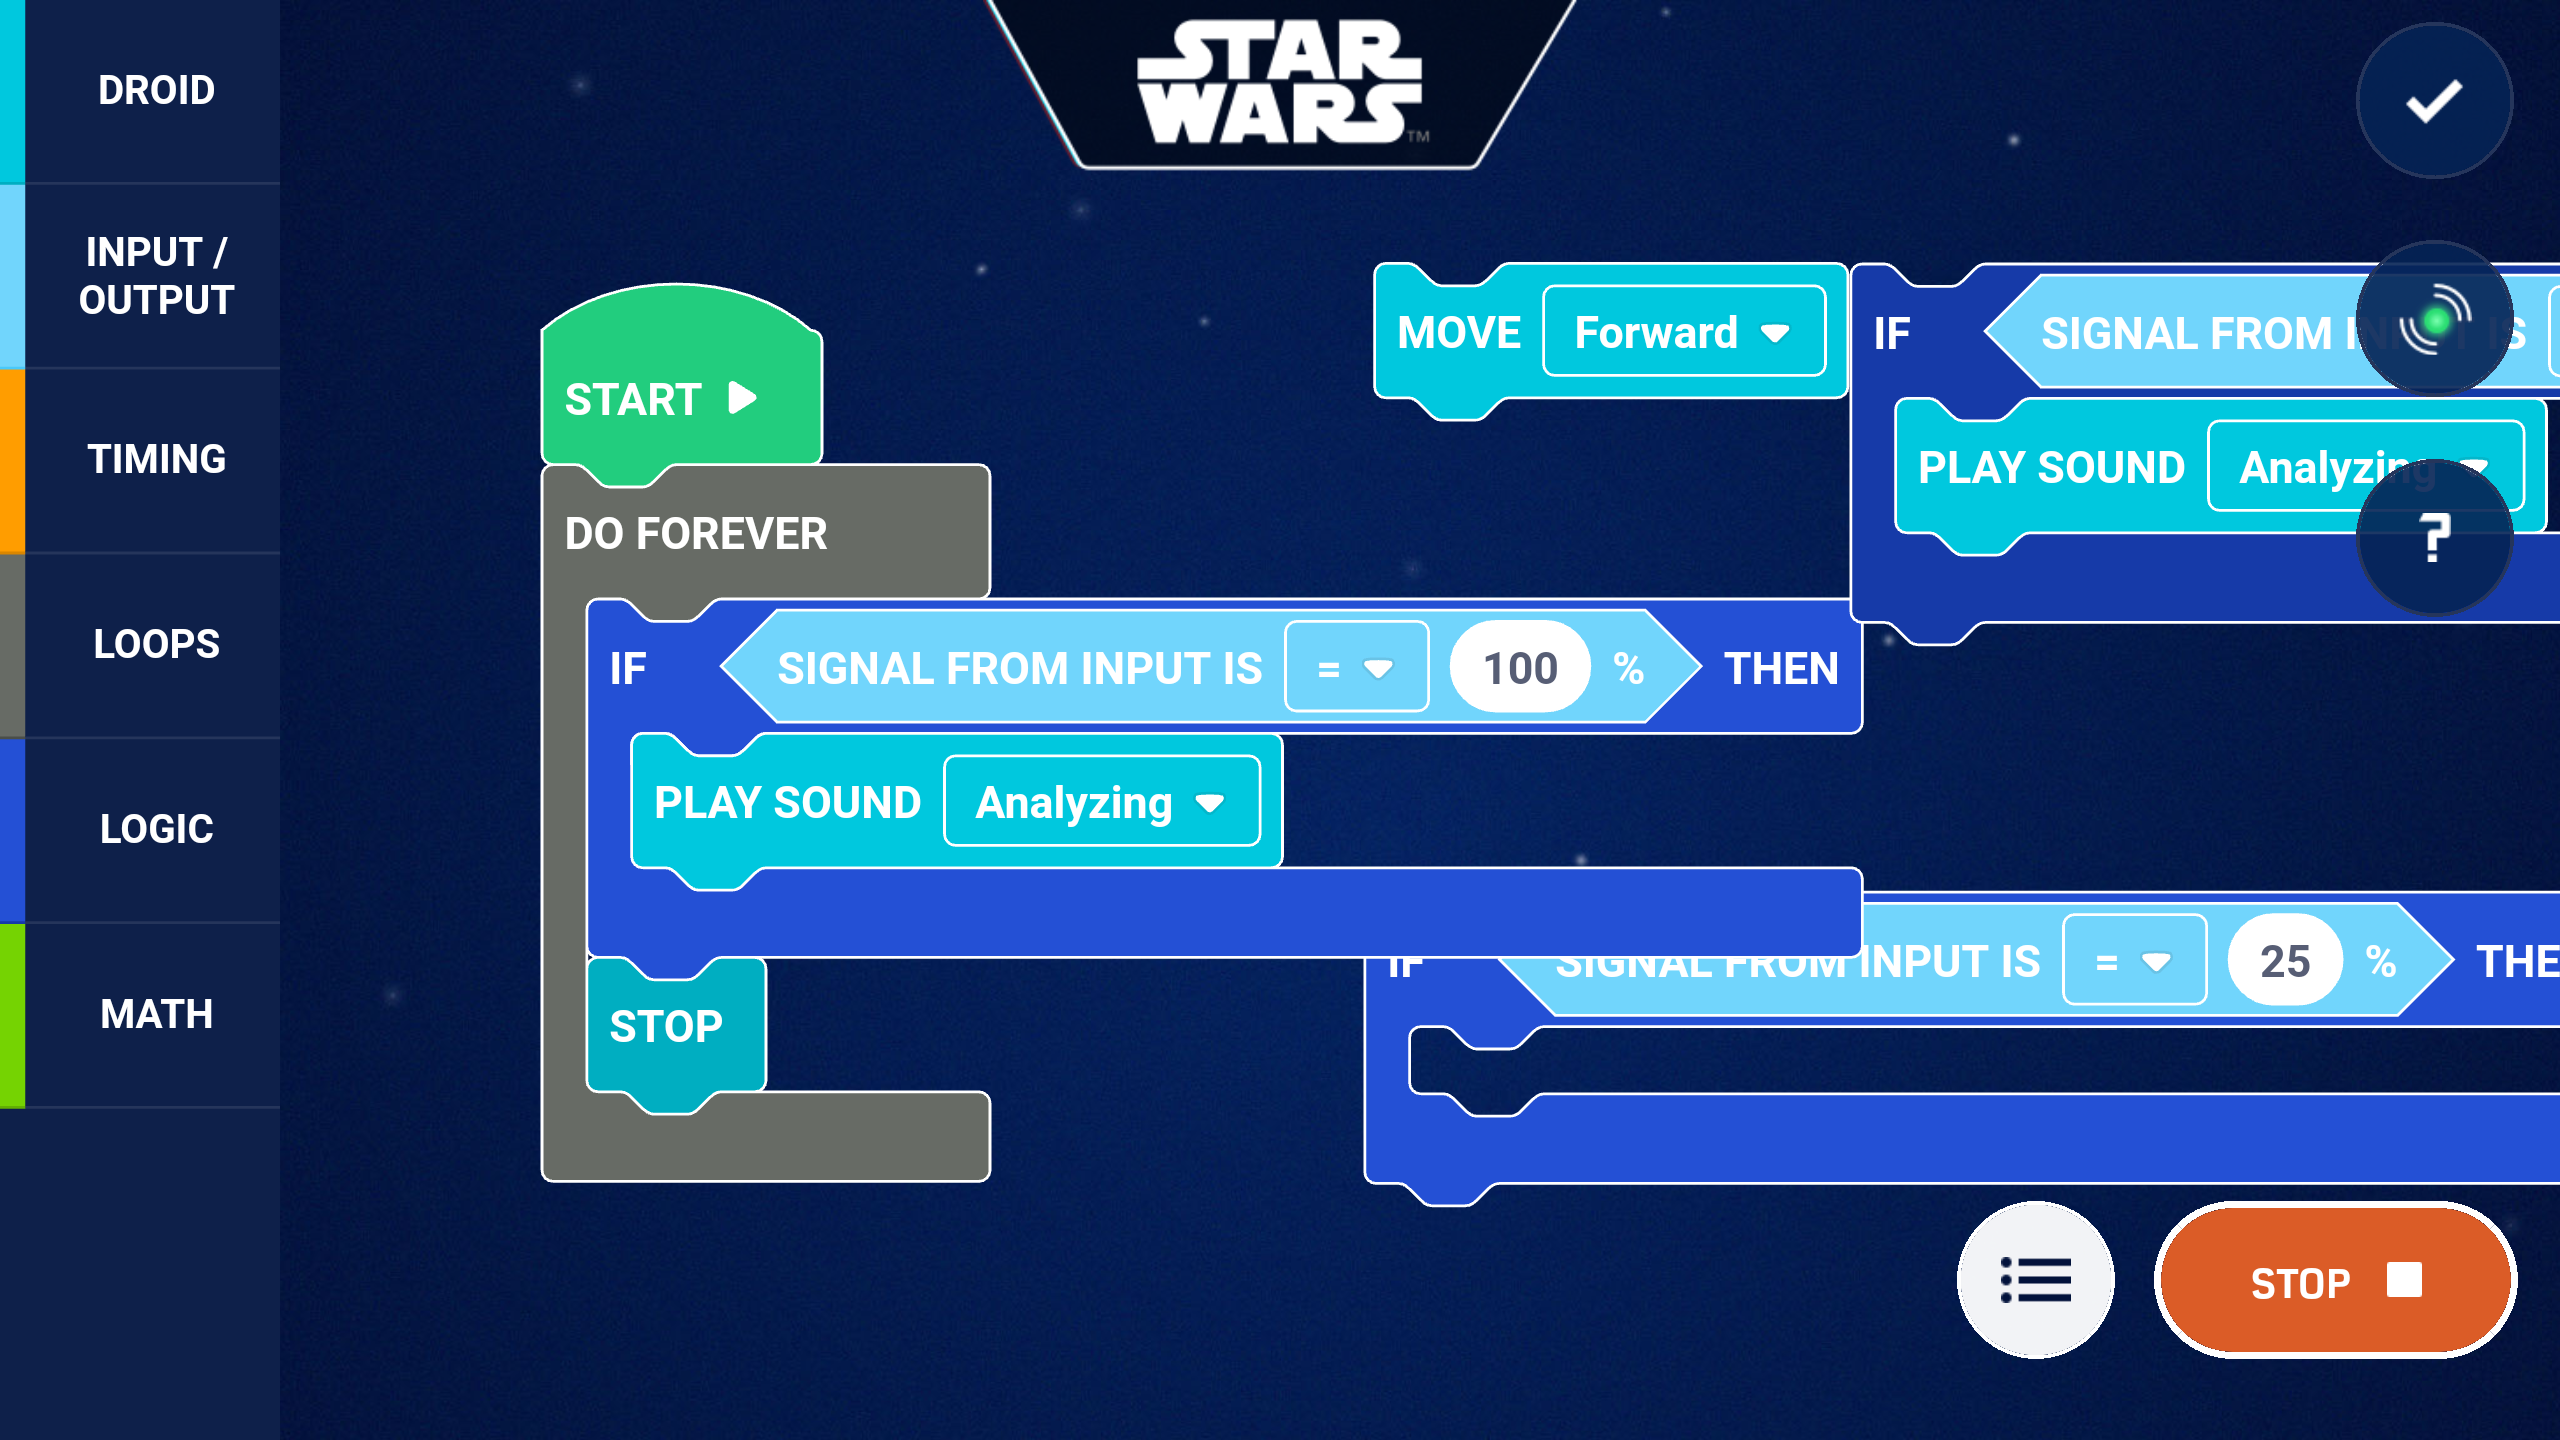 STAR
WARS™
DROID
INPUT /
OUTPUT
TIMING
LOOPS
LOGIC
MATH
START
DO FOREVER
IF SIGNAL FROM INPUT IS = 100 % THEN
PLAY SOUND Analyzing
STOP
MOVE Forward
IF SIGNAL FROM INPUT IS
PLAY SOUND Analyzing
IF SIGNAL FROM INPUT IS = 25 % THE
?
STOP